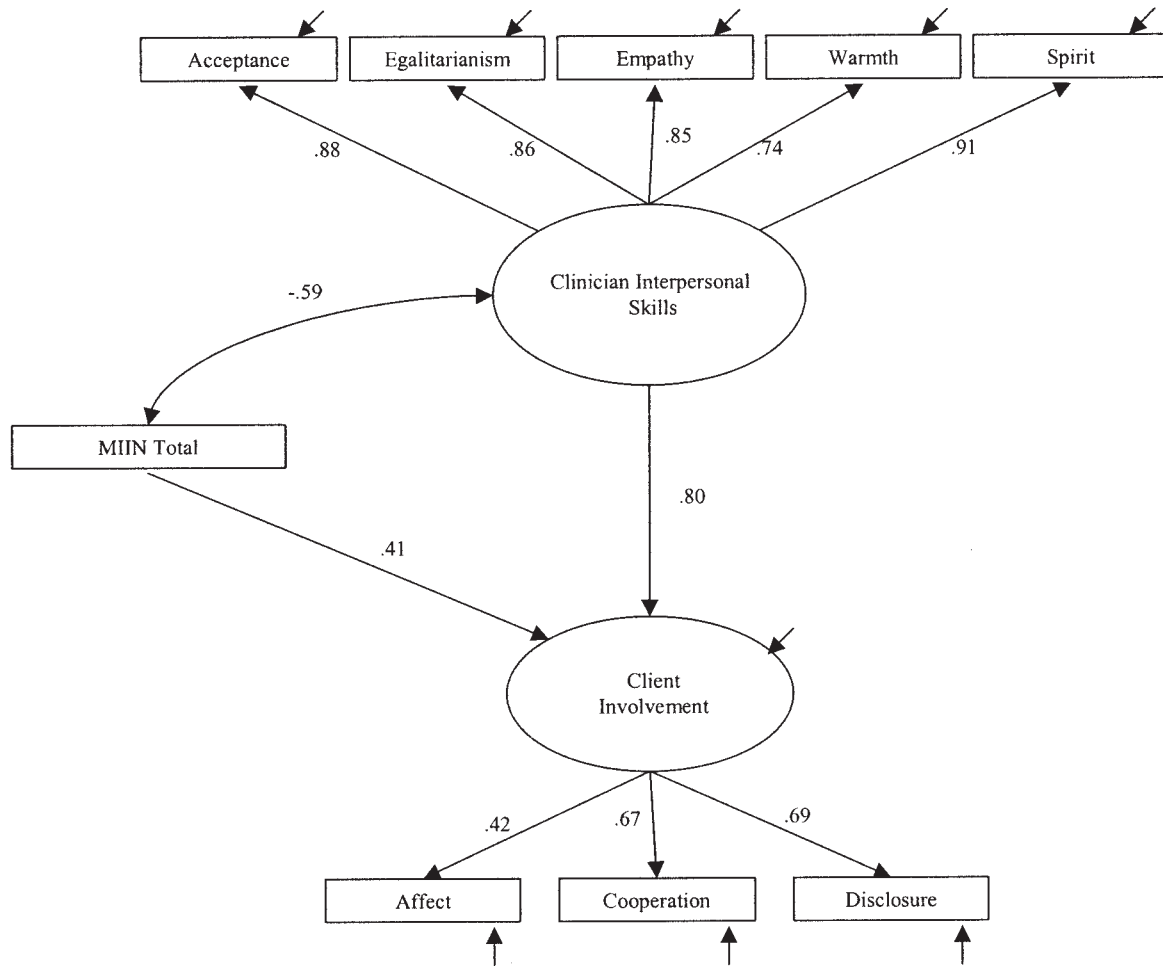 Acceptance
Egalitarianism
Empathy
Warmth
Spirit
.88
.86
.85
.74
.91
Clinician Interpersonal
Skills
-.59
MIIN Total
.80
.41
Client
Involvement
.42
.67
.69
Affect
Cooperation
Disclosure